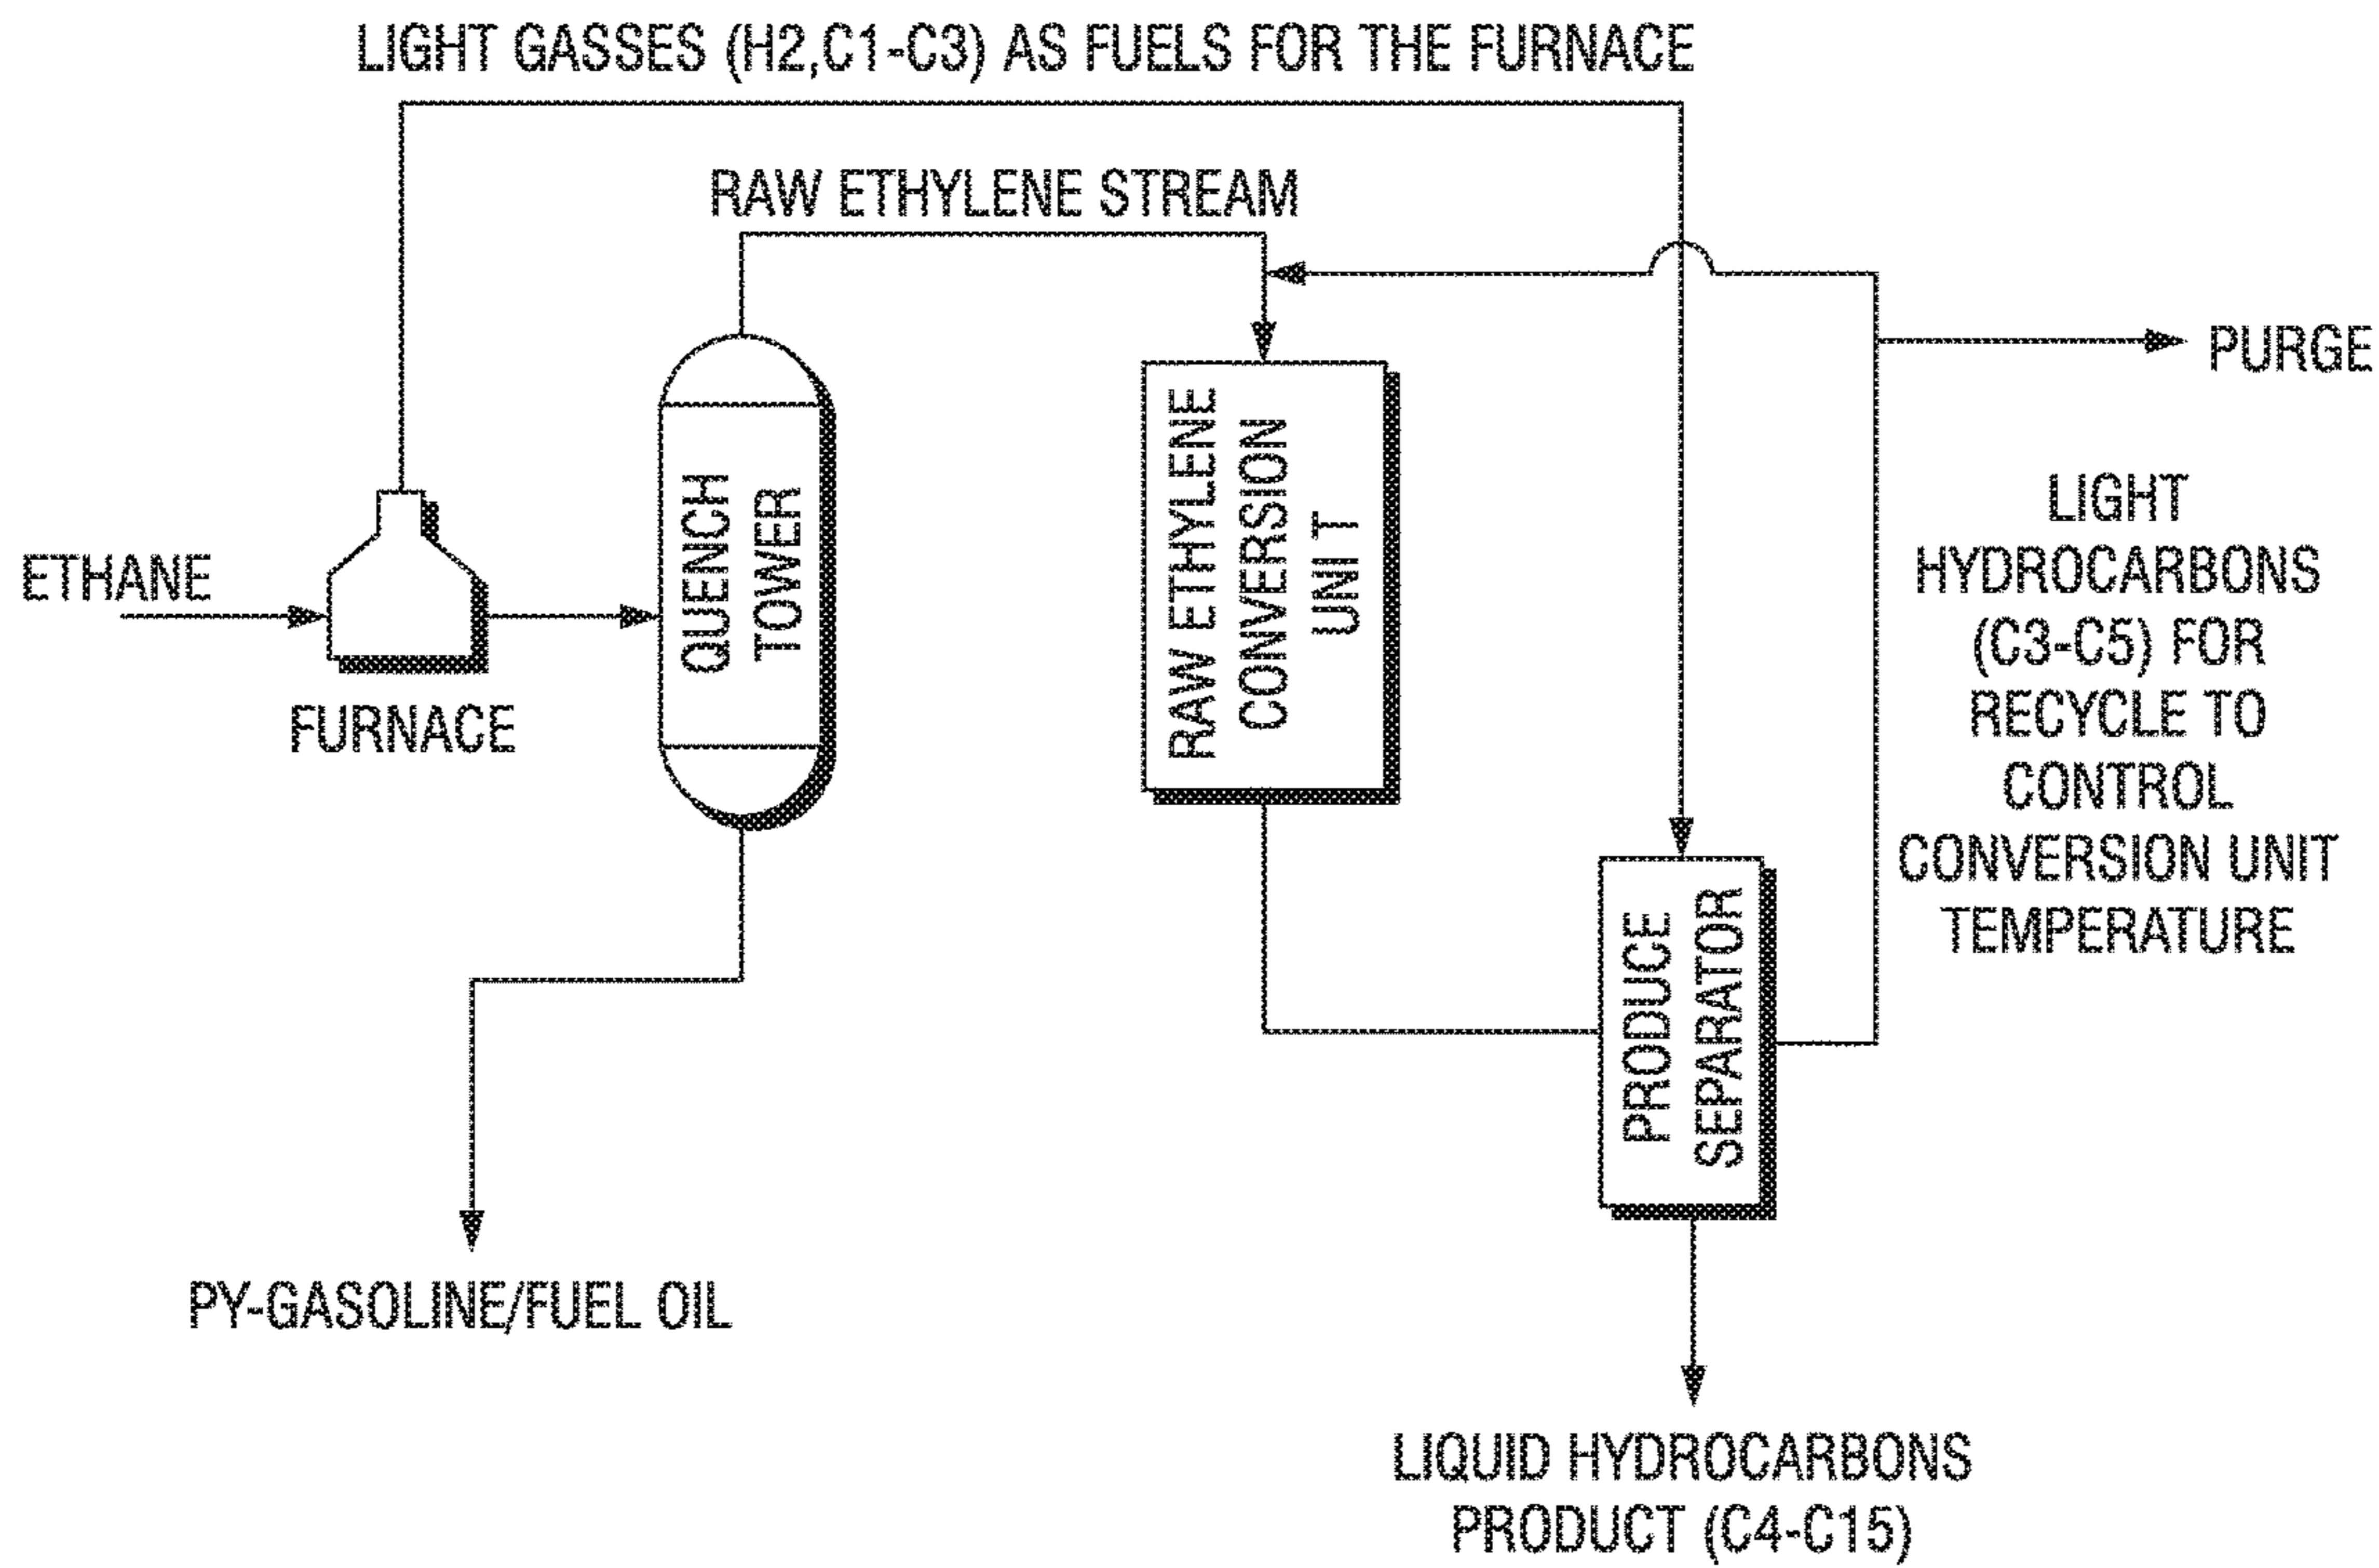 LIGHT GASSES (H2,C1-C3) AS FUELS FOR THE FURNACE
RAW ETHYLENE STREAM
PURGE
ETHANE
FURNACE
QUENCH
TOWER
RAW ETHYLENE
CONVERSION
UNIT
LIGHT
HYDROCARBONS
(C3-C5) FOR
RECYCLE TO
CONTROL
CONVERSION UNIT
TEMPERATURE
PRODUCE
SEPARATOR
PY-GASOLINE/FUEL OIL
LIQUID HYDROCARBONS
PRODUCT (C4-C15)